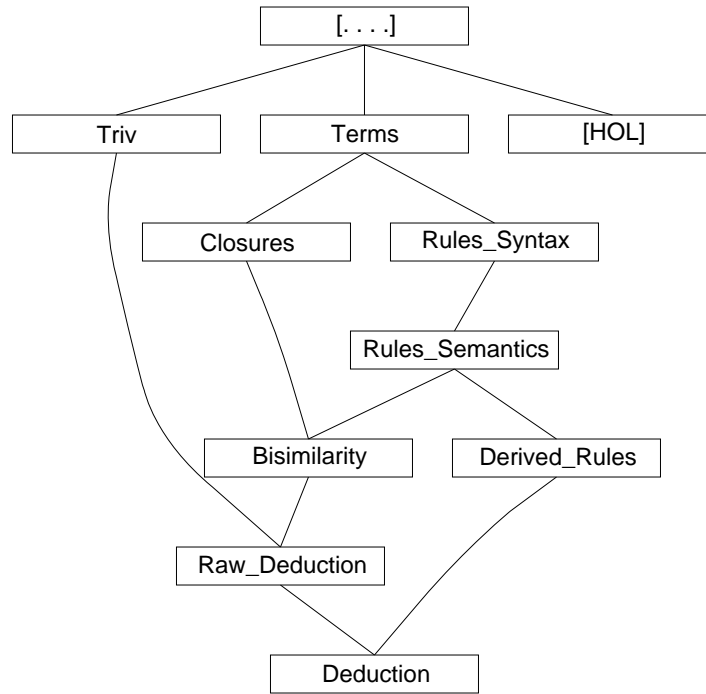 [. . . .]
Triv
Terms
[HOL]
Closures
Rules_Syntax
Rules_Semantics
Bisimilarity
Derived_Rules
Raw_Deduction
Deduction